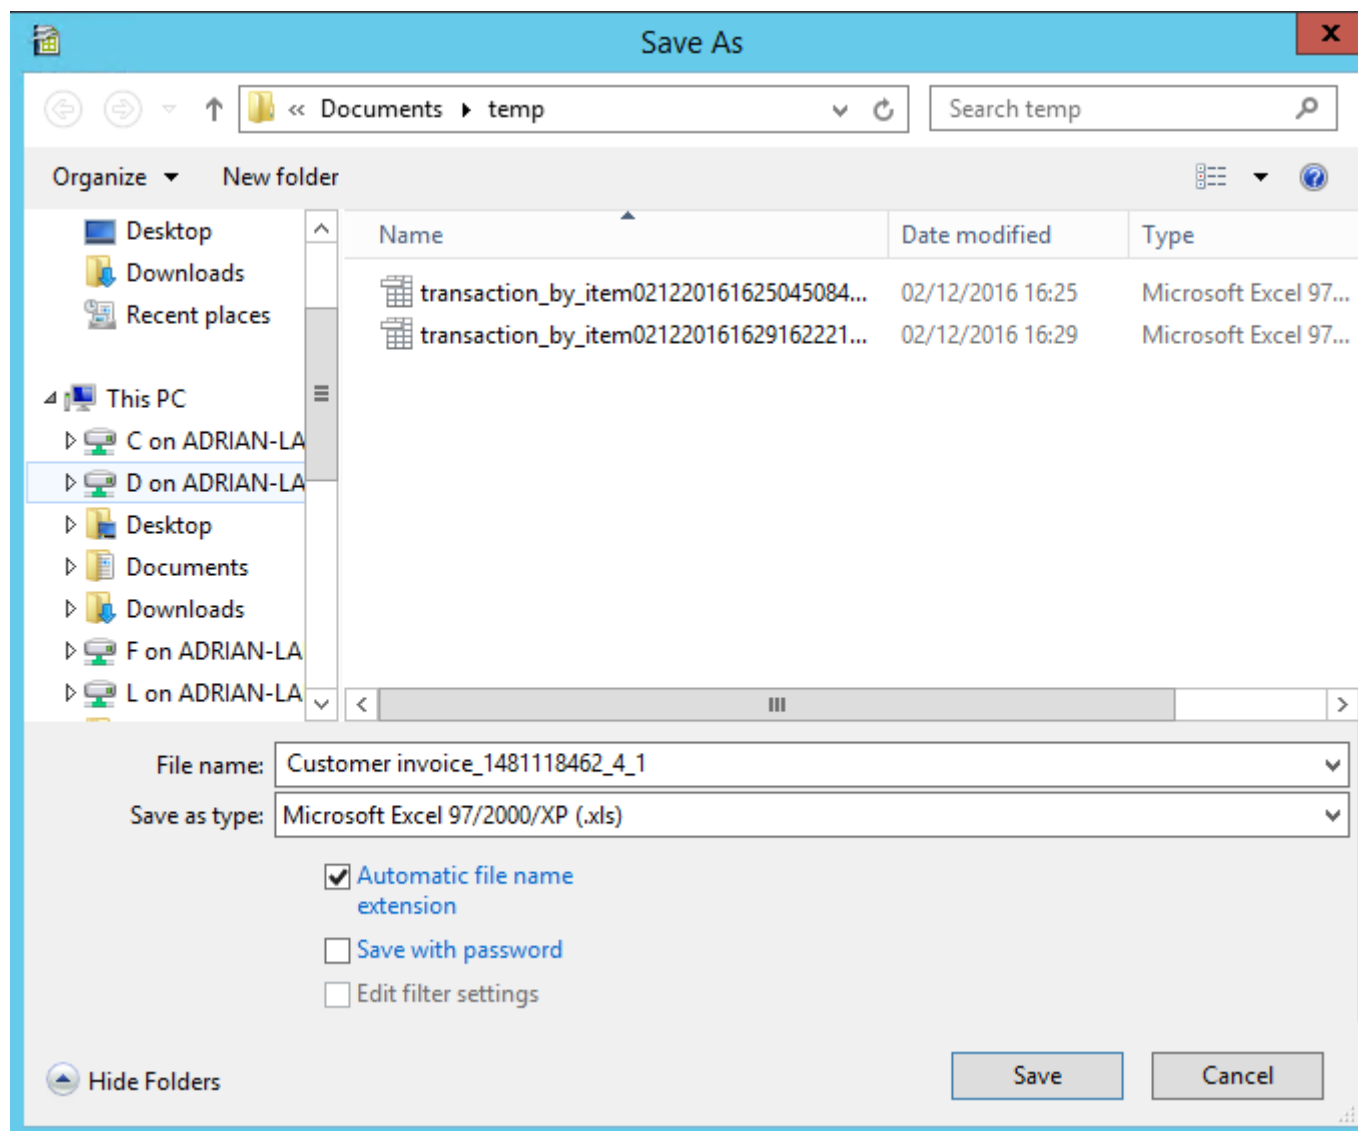 Save As
« Documents temp
Search temp
Organize New folder
Name Date modified Type
Desktop
Downloads
Recent places
This PC
C on ADRIAN-LA
D on ADRIAN-LA
Desktop
Documents
Downloads
F on ADRIAN-LA
L on ADRIAN-LA
transaction_by_item021220161625045084... 02/12/2016 16:25 Microsoft Excel 97...
transaction_by_item021220161629162221... 02/12/2016 16:29 Microsoft Excel 97...
File name: Customer invoice_1481118462_4_1
Save as type: Microsoft Excel 97/2000/XP (.xls)
Automatic file name
extension
Save with password
Edit filter settings
Hide Folders
Save Cancel